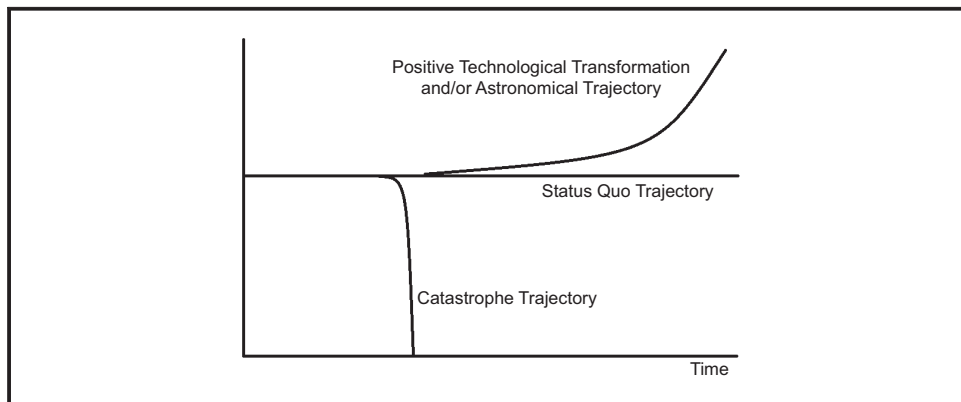 Positive Technological Transformation
and/or Astronomical Trajectory
Status Quo Trajectory
Catastrophe Trajectory
Time